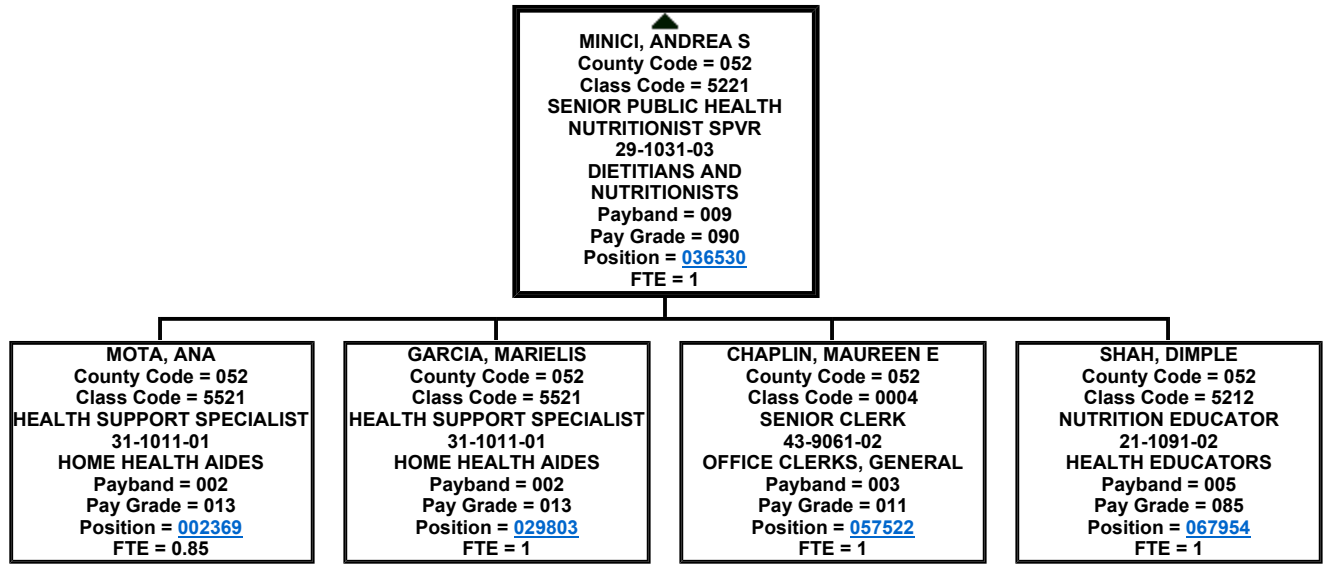 MINICI, ANDREA S
County Code = 052
Class Code = 5221
SENIOR PUBLIC HEALTH
NUTRITIONIST SPVR
29-1031-03
DIETITIANS AND
NUTRITIONISTS
Payband = 009
Pay Grade = 090
Position = 036530
FTE = 1
MOTA, ANA
County Code = 052
Class Code = 5521
HEALTH SUPPORT SPECIALIST
31-1011-01
HOME HEALTH AIDES
Payband = 002
Pay Grade = 013
Position = 002369
FTE = 0.85
GARCIA, MARIELIS
County Code = 052
Class Code = 5521
HEALTH SUPPORT SPECIALIST
31-1011-01
HOME HEALTH AIDES
Payband = 002
Pay Grade = 013
Position = 029803
FTE = 1
CHAPLIN, MAUREEN E
County Code = 052
Class Code = 0004
SENIOR CLERK
43-9061-02
OFFICE CLERKS, GENERAL
Payband = 003
Pay Grade = 011
Position = 057522
FTE = 1
SHAH, DIMPLE
County Code = 052
Class Code = 5212
NUTRITION EDUCATOR
21-1091-02
HEALTH EDUCATORS
Payband = 005
Pay Grade = 085
Position = 067954
FTE = 1